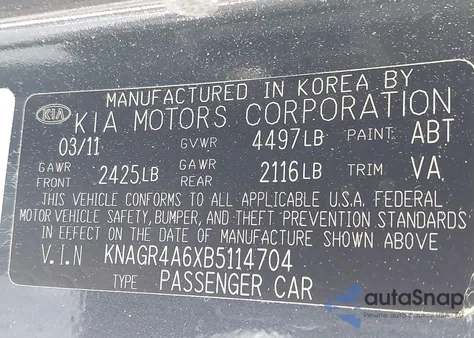 MANUFACTURED IN KOREA BY
KIA KIA MOTORS CORPORATION
03/11 GVWR 4497LB PAINT ABT
GAWR FRONT 2425LB GAWR REAR 2116LB TRIM VA
THIS VEHICLE CONFORMS TO ALL APPLICABLE U.S.A. FEDERAL
MOTOR VEHICLE SAFETY, BUMPER, AND THEFT PREVENTION STANDARDS
IN EFFECT ON THE DATE OF MANUFACTURE SHOWN ABOVE
V.I.N KNAGR4A6XB5114704
TYPE PASSENGER CAR
autoSnap